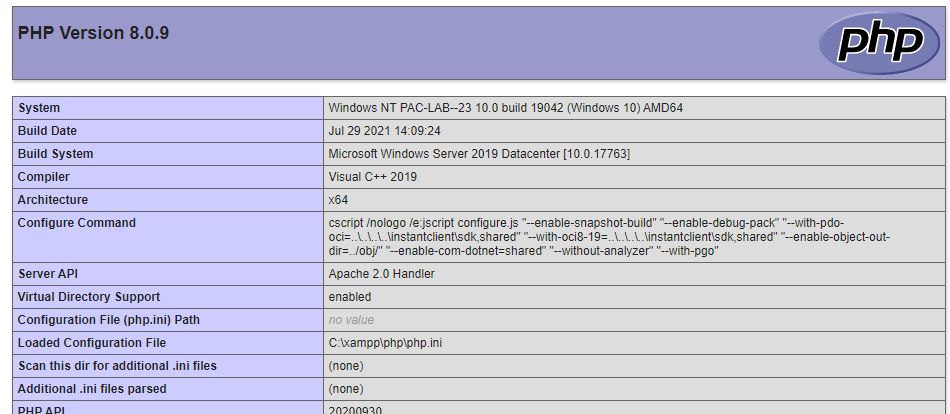 PHP Version 8.0.9
php
System Windows NT PAC-LAB--23 10.0 build 19042 (Windows 10) AMD64
Build Date Jul 29 2021 14:09:24
Build System Microsoft Windows Server 2019 Datacenter [10.0.17763]
Compiler Visual C++ 2019
Architecture x64
Configure Command cscript /nologo /e:jscript configure.js "--enable-snapshot-build" "--enable-debug-pack" "--with-pdo-
oci=..\..\..\..\instantclient\sdk,shared" "--with-oci8-19=..\..\..\..\instantclient\sdk,shared" "--enable-object-out-
dir=../obj/" "--enable-com-dotnet=shared" "--without-analyzer" "--with-pgo"
Server API Apache 2.0 Handler
Virtual Directory Support enabled
Configuration File (php.ini) Path no value
Loaded Configuration File C:\xampp\php\php.ini
Scan this dir for additional .ini files (none)
Additional .ini files parsed (none)
PHP API 20200930